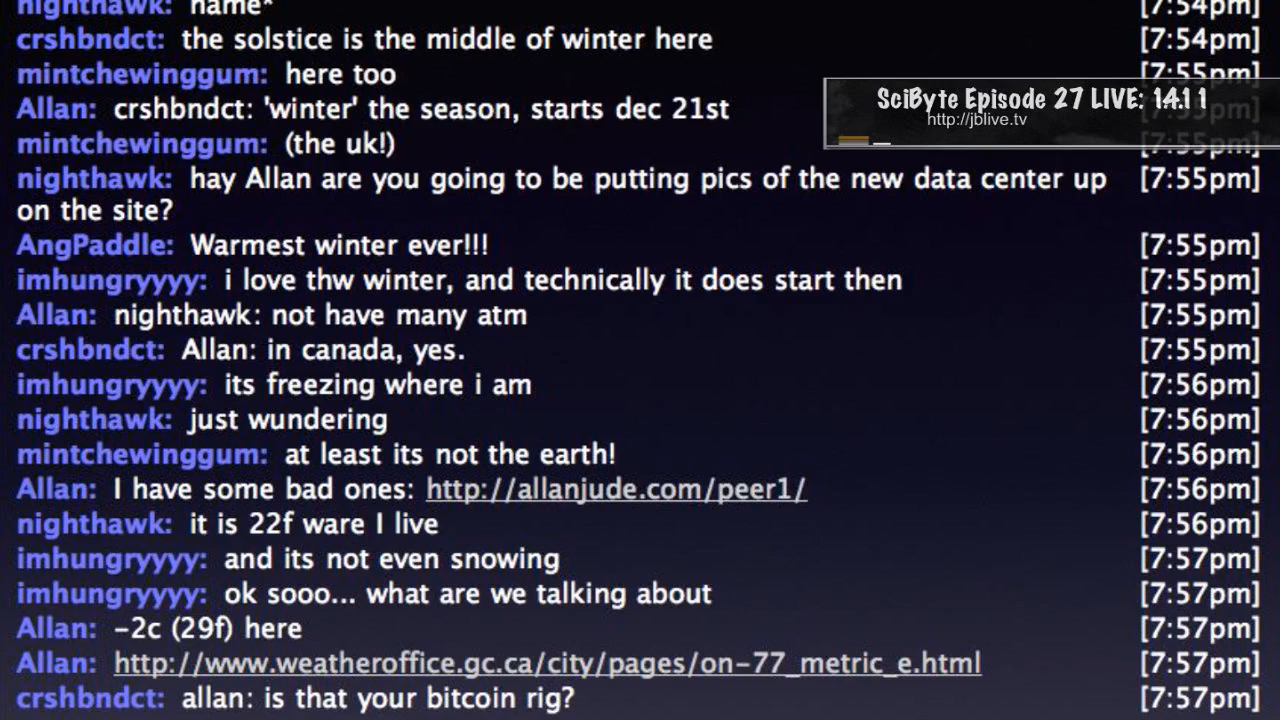 nighthawk: name* [7:54pm]
crshbndct: the solstice is the middle of winter here [7:54pm]
mintchewinggum: here too [7:55pm]
SciByte Episode 27 LIVE: 14.11
http://jblive.tv
Allan: crshbndct: 'winter' the season, starts dec 21st [7:55pm]
mintchewinggum: (the uk!) [7:55pm]
nighthawk: hay Allan are you going to be putting pics of the new data center up [7:55pm]
on the site?
AngPaddle: Warmest winter ever!!! [7:55pm]
imhungryyyy: i love thw winter, and technically it does start then [7:55pm]
Allan: nighthawk: not have many atm [7:55pm]
crshbndct: Allan: in canada, yes. [7:55pm]
imhungryyyy: its freezing where i am [7:56pm]
nighthawk: just wundering [7:56pm]
mintchewinggum: at least its not the earth! [7:56pm]
Allan: I have some bad ones: http://allanjude.com/peer1/ [7:56pm]
nighthawk: it is 22f ware I live [7:56pm]
imhungryyyy: and its not even snowing [7:57pm]
imhungryyyy: ok sooo... what are we talking about [7:57pm]
Allan: -2c (29f) here [7:57pm]
Allan: http://www.weatheroffice.gc.ca/city/pages/on-77_metric_e.html [7:57pm]
crshbndct: allan: is that your bitcoin rig? [7:57pm]